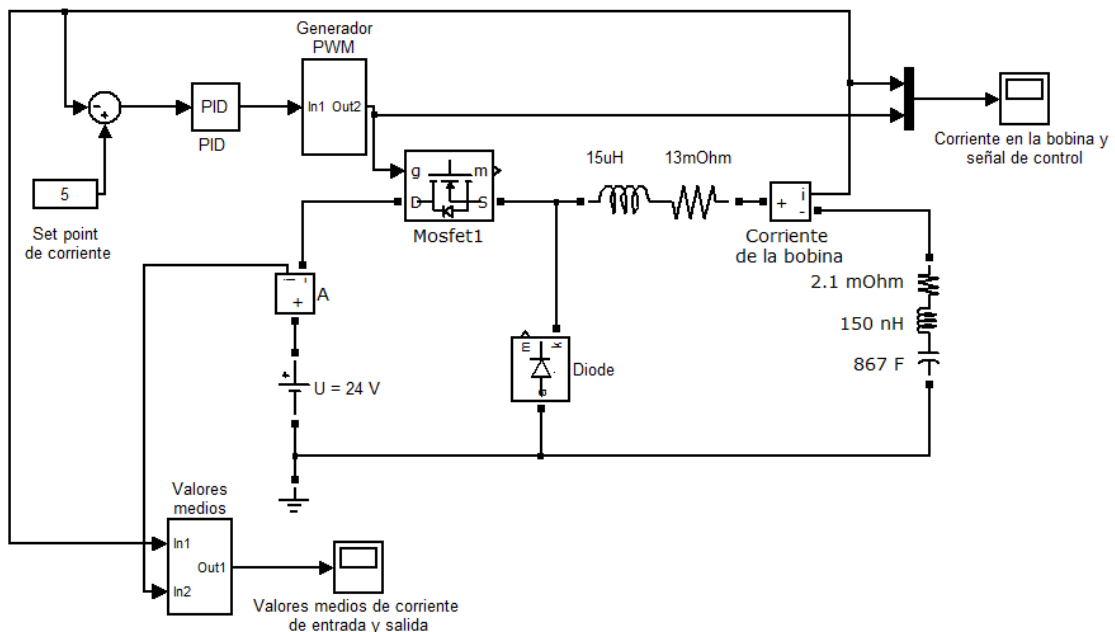 Generador
PWM
PID
PID
In1
Out2
5
Set point
de corriente
g
m
D
S
Mosfet1
15uH
13mOhm
+
i
-
Corriente
de la bobina
Corriente en la bobina y
señal de control
i
-
+
A
+
U = 24 V
m
k
a
Diode
2.1 mOhm
150 nH
867 F
Valores
medios
In1
In2
Out1
Valores medios de corriente
de entrada y salida
-
+